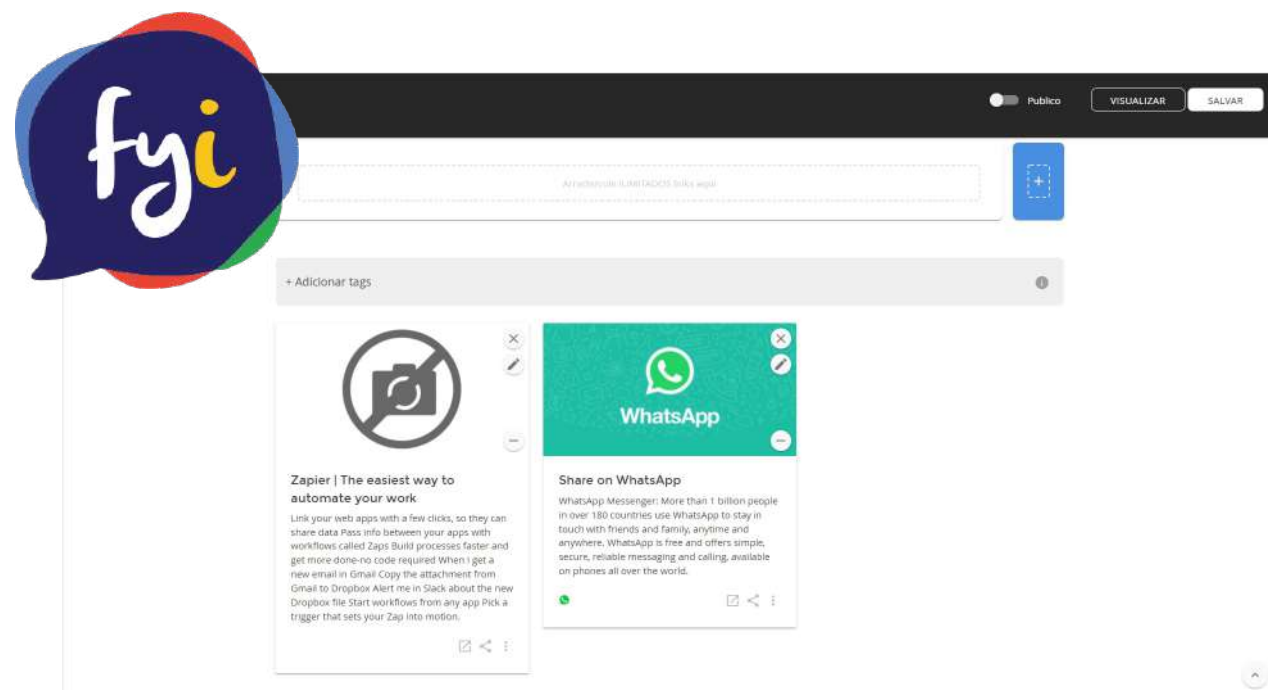 fyi
Publico
VISUALIZAR
SALVAR
ILIMITADOS links aqui
+
+ Adicionar tags
Zapier | The easiest way to
automate your work
Link your web apps with a few clicks, so they can
share data Pass info between your apps with
workflows called Zaps Build processes faster and
get more done-no code required When I get a
new email in Gmail Copy the attachment from
Gmail to Dropbox Alert me in Slack about the new
Dropbox file Start workflows from any app Pick a
trigger that sets your Zap into motion.
WhatsApp
Share on WhatsApp
WhatsApp Messenger: More than 1 billion people
in over 180 countries use WhatsApp to stay in
touch with friends and family, anytime and
anywhere. WhatsApp is free and offers simple,
secure, reliable messaging and calling, available
on phones all over the world.